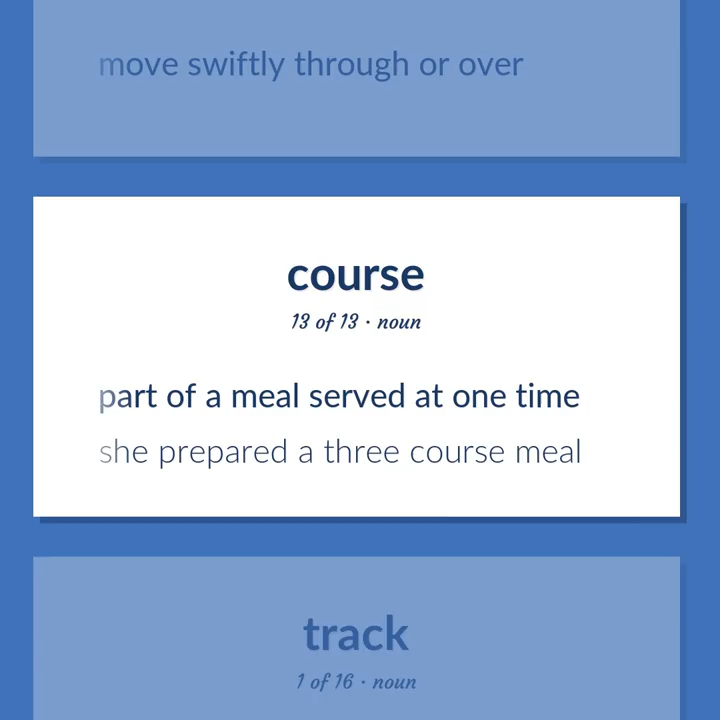 move swiftly through or over
course
13 of 13 · noun
part of a meal served at one time
she prepared a three course meal
track
1 of 16 · noun